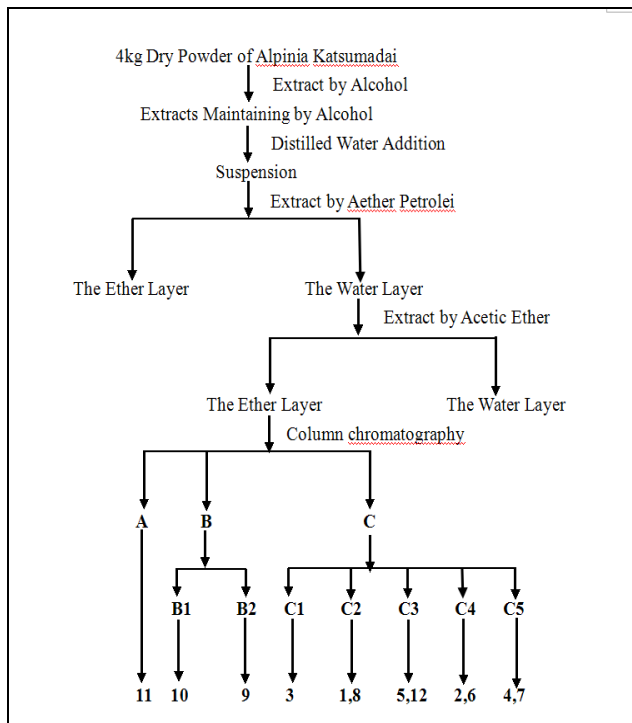 4kg Dry Powder of Alpinia Katsumadai
Extract by Alcohol
Extracts Maintaining by Alcohol
Distilled Water Addition
Suspension
Extract by Aether Petrolei
The Ether Layer The Water Layer
Extract by Acetic Ether
The Ether Layer The Water Layer
Column chromatography
A B C
B1 B2 C1 C2 C3 C4 C5
11 10 9 3 1,8 5,12 2,6 4,7